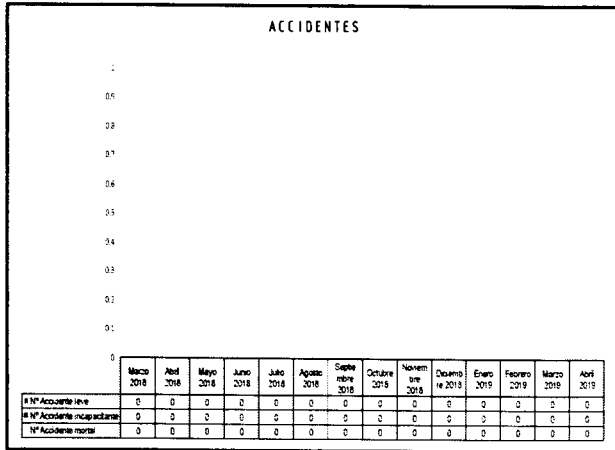 ACCIDENTES
1
0.9
0.8
0.7
0.6
0.5
0.4
0.3
0.2
0.1
0
Marzo 2018 Abril 2018 Mayo 2018 Junio 2018 Julio 2018 Agosto 2018 Septiembre 2018 Octubre 2018 Noviembre 2018 Diciembre 2018 Enero 2019 Febrero 2019 Marzo 2019 Abril 2019
N° Accidente leve 0 0 0 0 0 0 0 0 0 0 0 0 0 0
N° Accidente incapacitante 0 0 0 0 0 0 0 0 0 0 0 0 0 0
N° Accidente mortal 0 0 0 0 0 0 0 0 0 0 0 0 0 0